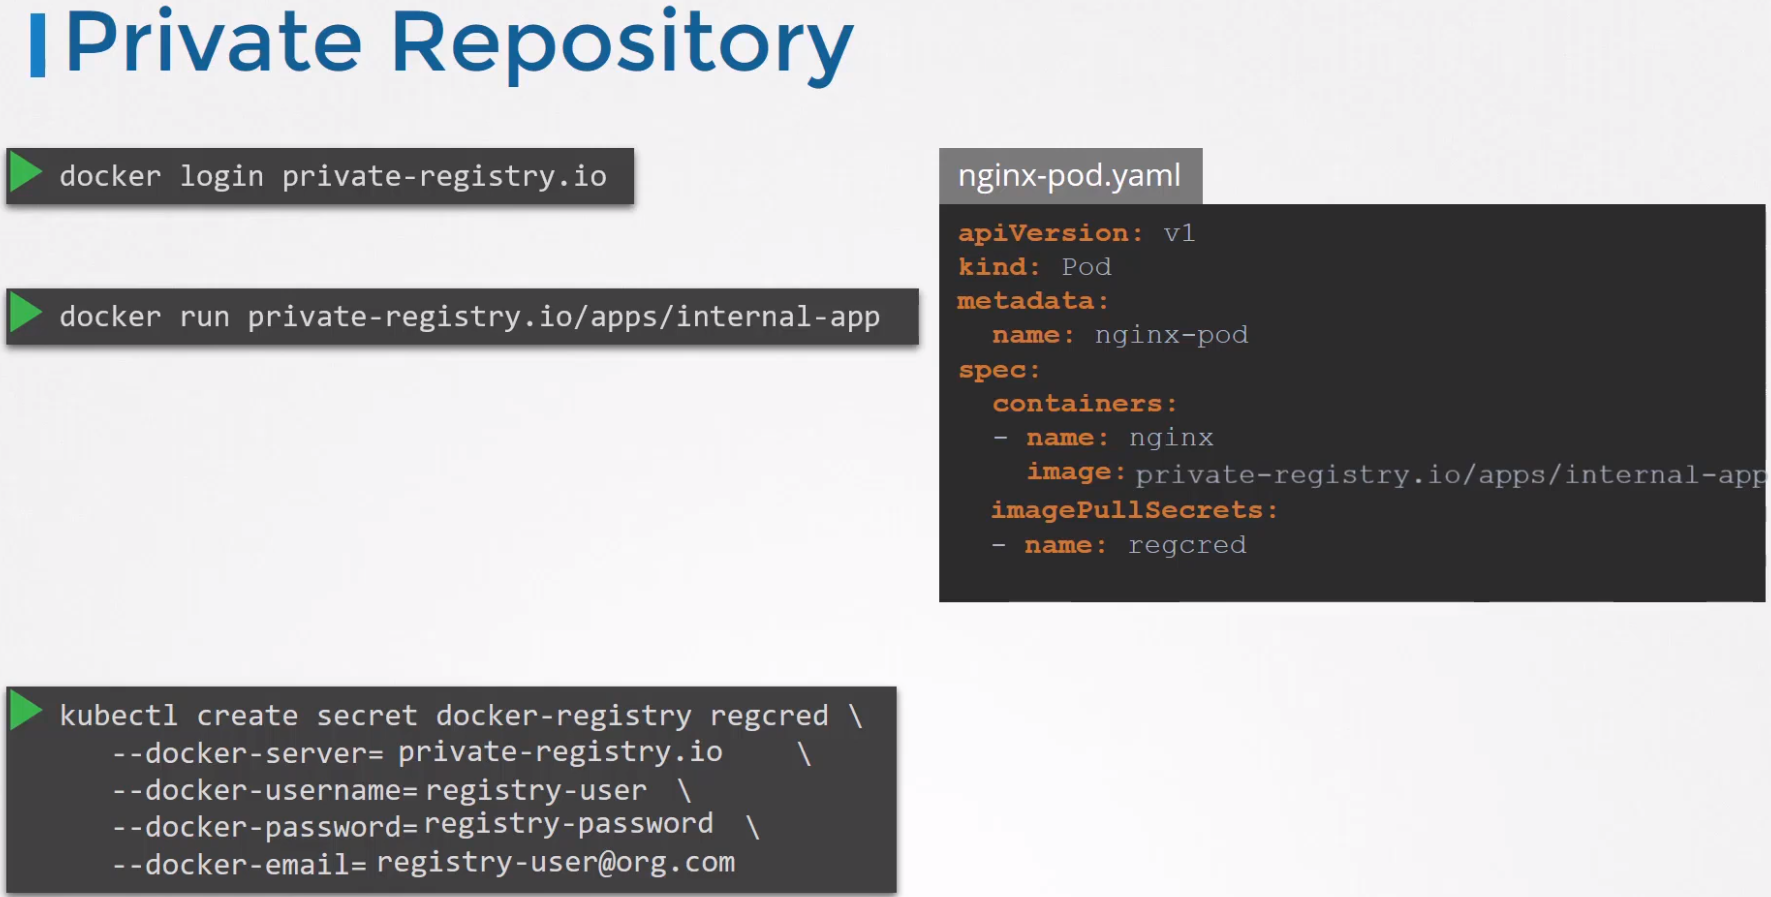 Private Repository
docker login private-registry.io
docker run private-registry.io/apps/internal-app
kubectl create secret docker-registry regcred \
--docker-server= private-registry.io \
--docker-username= registry-user \
--docker-password= registry-password \
--docker-email= registry-user@org.com
nginx-pod.yaml
apiVersion: v1
kind: Pod
metadata:
name: nginx-pod
spec:
containers:
- name: nginx
image: private-registry.io/apps/internal-app
imagePullSecrets:
- name: regcred